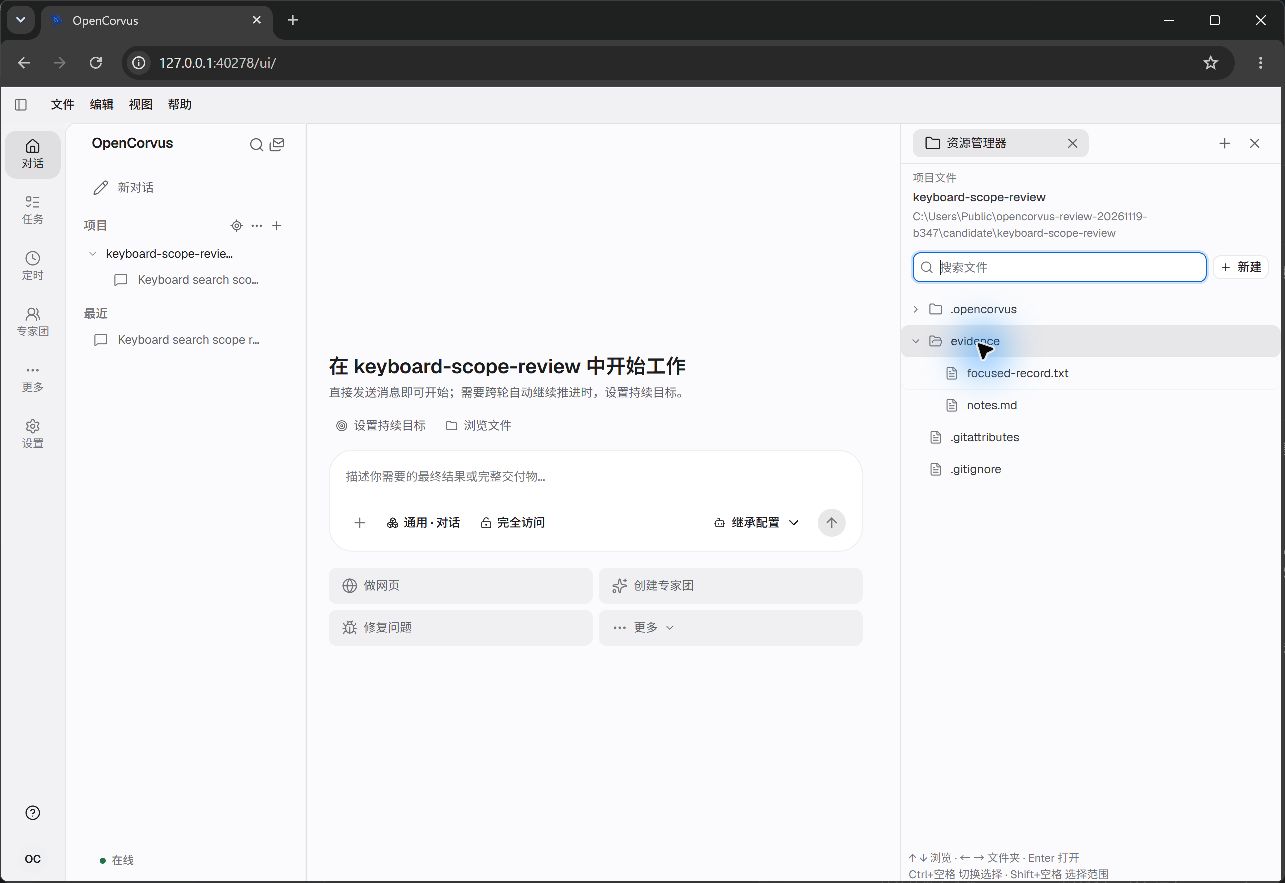 OpenCorvus
127.0.0.1:40278/ui/
文件 编辑 视图 帮助
对话
任务
定时
专家团
更多
设置
OC
OpenCorvus
新对话
项目
keyboard-scope-revie...
Keyboard search sco...
最近
Keyboard search scope r...
在线
在 keyboard-scope-review 中开始工作
直接发送消息即可开始；需要跨轮自动继续推进时，设置持续目标。
设置持续目标 浏览文件
描述你需要的最终结果或完整交付物...
通用 · 对话 完全访问 继承配置
做网页 创建专家团
修复问题 更多
资源管理器
项目文件
keyboard-scope-review
C:\Users\Public\opencorvus-review-20261119-
b347\candidate\keyboard-scope-review
搜索文件 新建
.opencorvus
evidence
focused-record.txt
notes.md
.gitattributes
.gitignore
↑↓浏览 · ← → 文件夹 · Enter 打开
Ctrl+空格 切换选择 · Shift+空格 选择范围